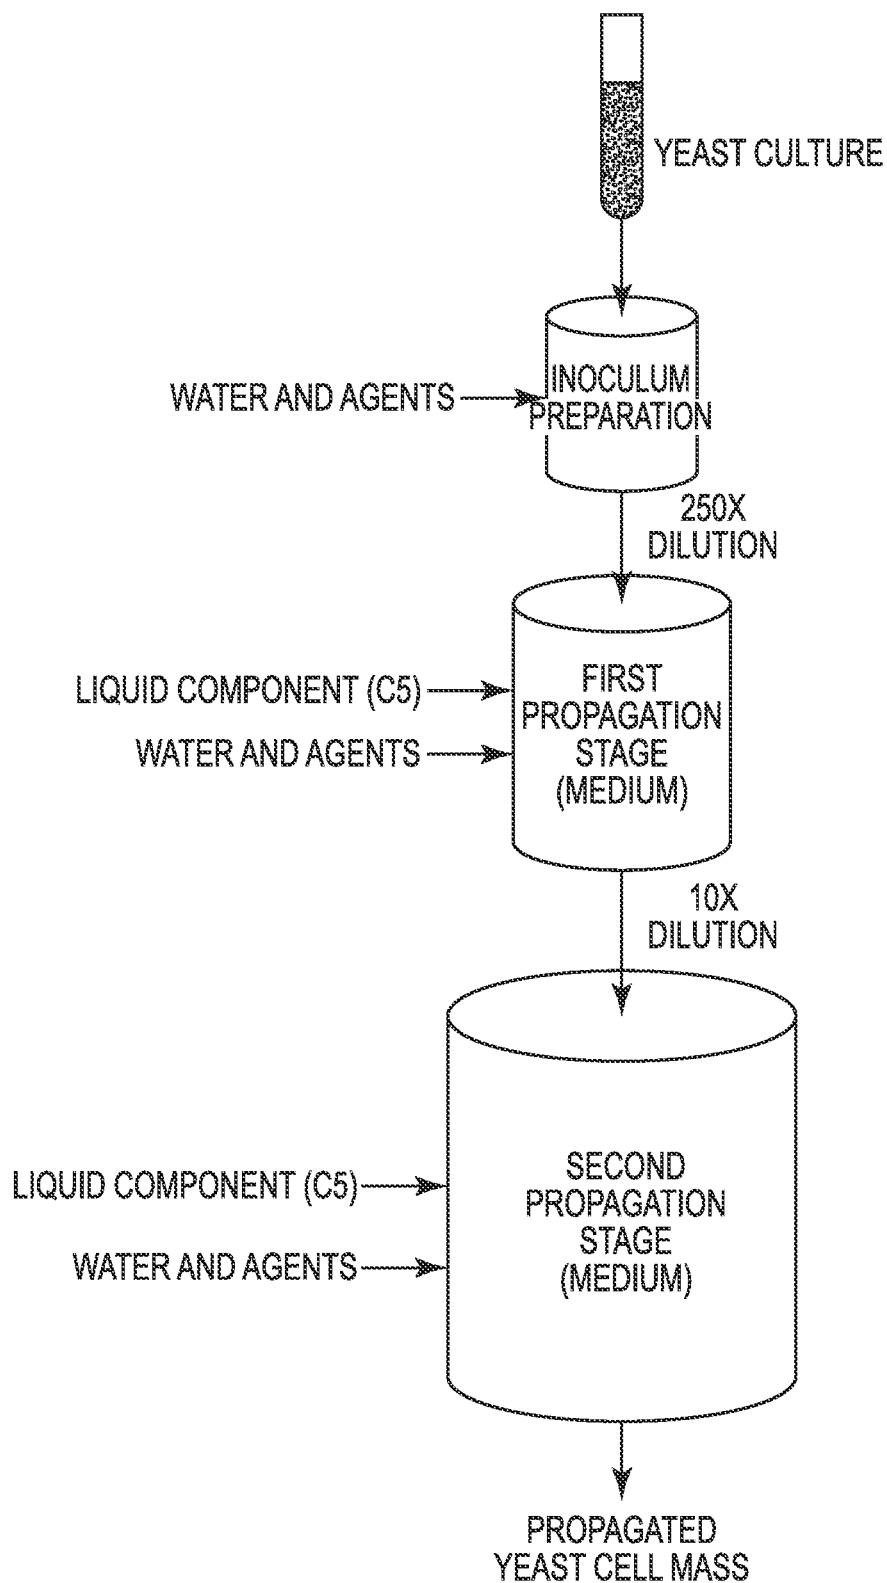 YEAST CULTURE
WATER AND AGENTS
INOCULUM
PREPARATION
250X
DILUTION
LIQUID COMPONENT (C5)
WATER AND AGENTS
FIRST
PROPAGATION
STAGE
(MEDIUM)
10X
DILUTION
LIQUID COMPONENT (C5)
WATER AND AGENTS
SECOND
PROPAGATION
STAGE
(MEDIUM)
PROPAGATED
YEAST CELL MASS